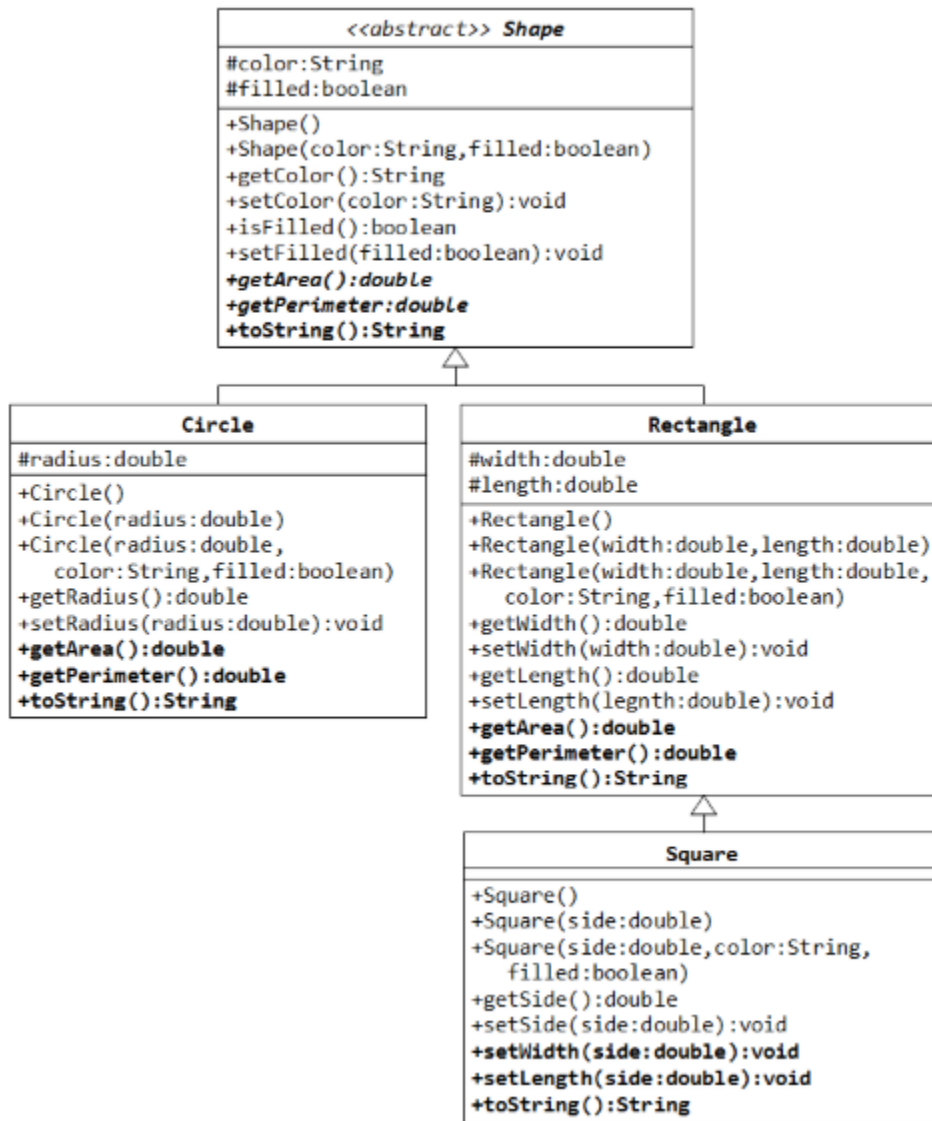 <<abstract>> Shape
#color:String
#filled:boolean
+Shape()
+Shape(color:String,filled:boolean)
+getColor():String
+setColor(color:String):void
+isFilled():boolean
+setFilled(filled:boolean):void
+getArea():double
+getPerimeter:double
+toString():String
Circle
#radius:double
+Circle()
+Circle(radius:double)
+Circle(radius:double,
color:String,filled:boolean)
+getRadius():double
+setRadius(radius:double):void
+getArea():double
+getPerimeter():double
+toString():String
Rectangle
#width:double
#length:double
+Rectangle()
+Rectangle(width:double,length:double)
+Rectangle(width:double,length:double,
color:String,filled:boolean)
+getWidth():double
+setWidth(width:double):void
+getLength():double
+setLength(legnth:double):void
+getArea():double
+getPerimeter():double
+toString():String
Square
+Square()
+Square(side:double)
+Square(side:double,color:String,
filled:boolean)
+getSide():double
+setSide(side:double):void
+setWidth(side:double):void
+setLength(side:double):void
+toString():String